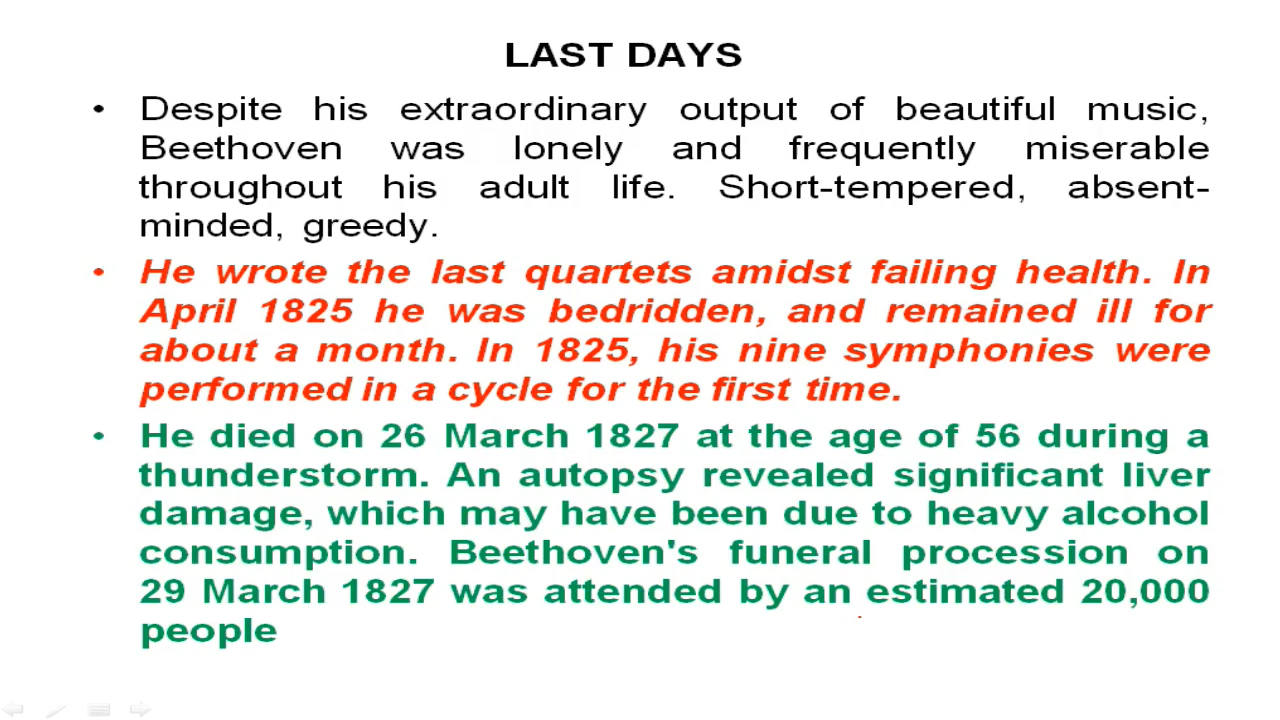 LAST DAYS
• Despite his extraordinary output of beautiful music,
Beethoven was lonely and frequently miserable
throughout his adult life. Short-tempered, absent-
minded, greedy.
• He wrote the last quartets amidst failing health. In
April 1825 he was bedridden, and remained ill for
about a month. In 1825, his nine symphonies were
performed in a cycle for the first time.
• He died on 26 March 1827 at the age of 56 during a
thunderstorm. An autopsy revealed significant liver
damage, which may have been due to heavy alcohol
consumption. Beethoven's funeral procession on
29 March 1827 was attended by an estimated 20,000
people